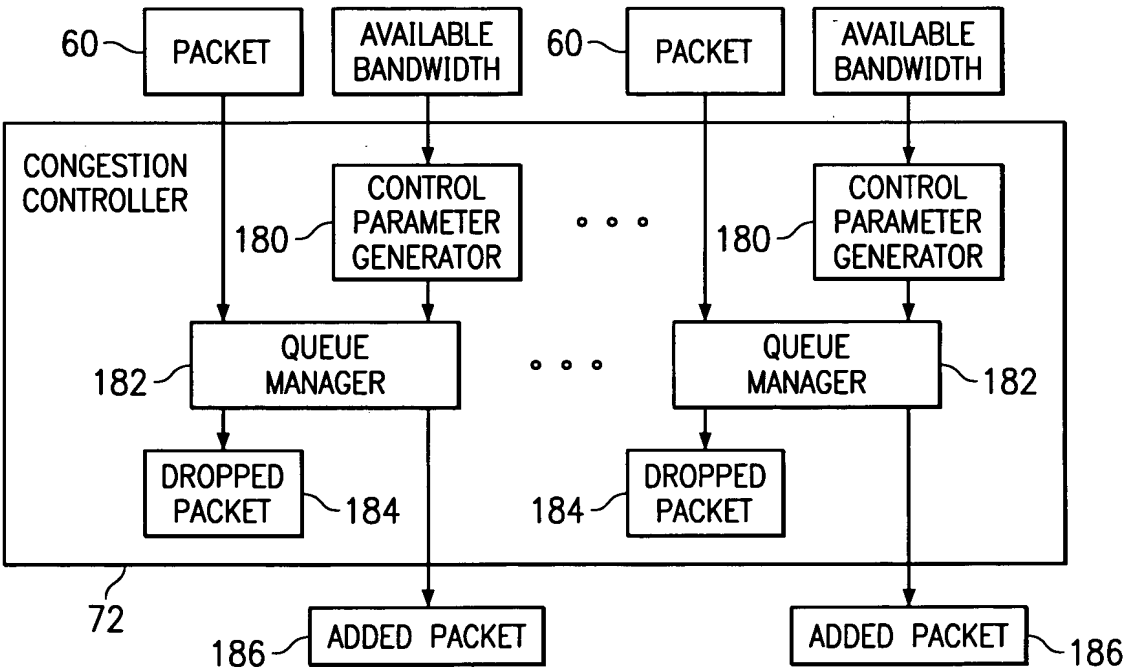 60
PACKET
AVAILABLE
BANDWIDTH
60
PACKET
AVAILABLE
BANDWIDTH
CONGESTION
CONTROLLER
180
CONTROL
PARAMETER
GENERATOR
180
CONTROL
PARAMETER
GENERATOR
182
QUEUE
MANAGER
QUEUE
MANAGER
182
DROPPED
PACKET
184
184
DROPPED
PACKET
72
186
ADDED PACKET
ADDED PACKET
186